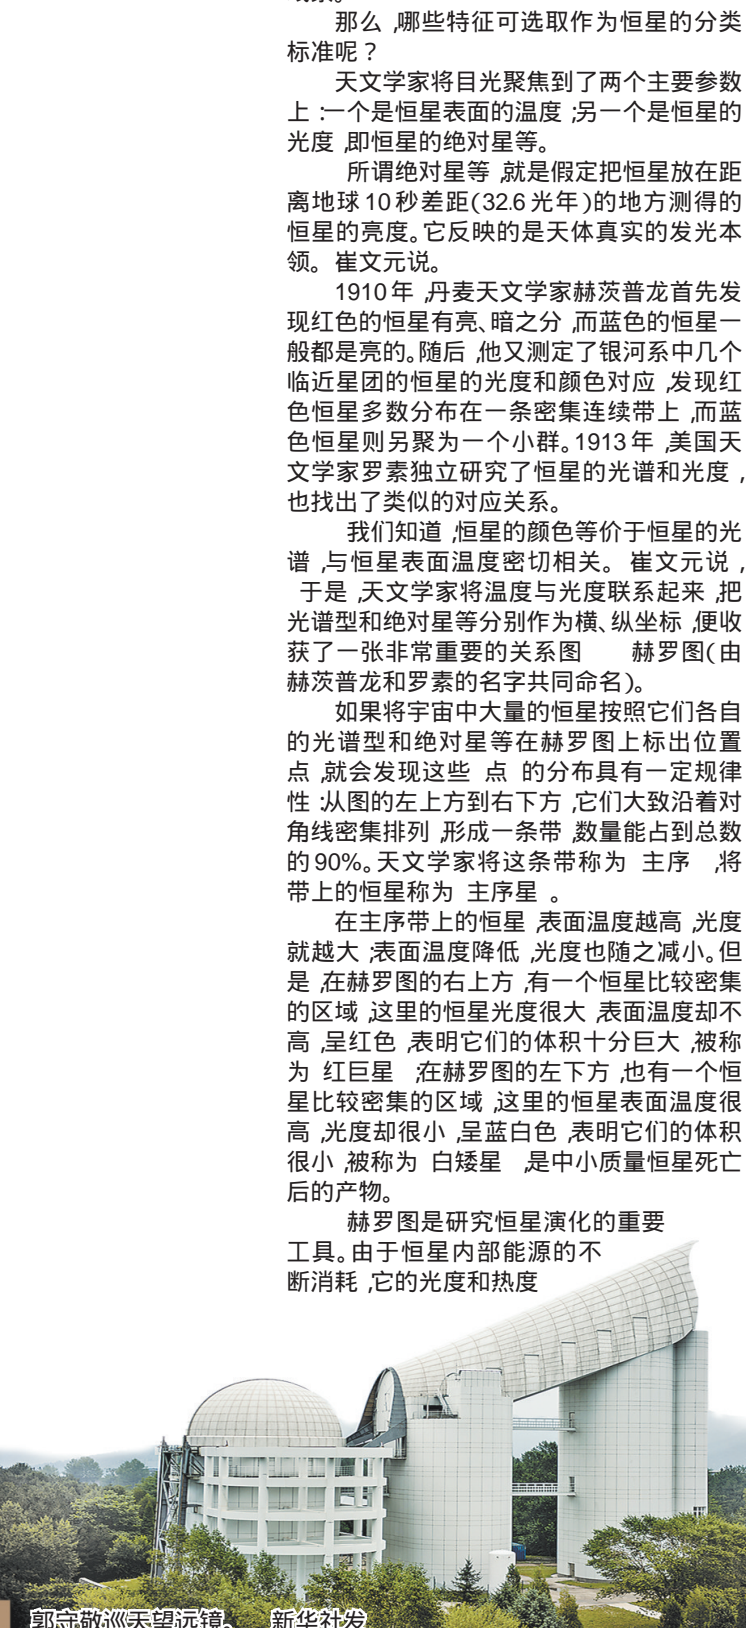 那么,哪些特征可选取作为恒星的分类
标准呢?
天文学家将目光聚焦到了两个主要参数
上:一个是恒星表面的温度;另一个是恒星的
光度,即恒星的绝对星等。
所谓绝对星等,就是假定把恒星放在距
离地球10秒差距(32.6光年)的地方测得的
恒星的亮度。它反映的是天体真实的发光本
领。崔文元说。
1910年,丹麦天文学家赫茨普龙首先发
现红色的恒星有亮、暗之分,而蓝色的恒星一
般都是亮的。随后,他又测定了银河系中几个
临近星团的恒星的光度和颜色对应,发现红
色恒星多数分布在一条密集连续带上,而蓝
色恒星则另聚为一个小群。1913年,美国天
文学家罗素独立研究了恒星的光谱和光度,
也找出了类似的对应关系。
我们知道,恒星的颜色等价于恒星的光
谱,与恒星表面温度密切相关。崔文元说,
于是,天文学家将温度与光度联系起来,把
光谱型和绝对星等分别作为横、纵坐标,便收
获了一张非常重要的关系图 赫罗图(由
赫茨普龙和罗素的名字共同命名)。
如果将宇宙中大量的恒星按照它们各自
的光谱型和绝对星等在赫罗图上标出位置
点,就会发现这些 点 的分布具有一定规律
性:从图的左上方到右下方,它们大致沿着对
角线密集排列,形成一条带,数量能占到总数
的90%。天文学家将这条带称为 主序 ,将
带上的恒星称为 主序星 。
在主序带上的恒星,表面温度越高,光度
就越大;表面温度降低,光度也随之减小。但
是,在赫罗图的右上方,有一个恒星比较密集
的区域,这里的恒星光度很大,表面温度却不
高,呈红色,表明它们的体积十分巨大,被称
为 红巨星 ;在赫罗图的左下方,也有一个恒
星比较密集的区域,这里的恒星表面温度很
高,光度却很小,呈蓝白色,表明它们的体积
很小,被称为 白矮星 ,是中小质量恒星死亡
后的产物。
赫罗图是研究恒星演化的重要
工具。由于恒星内部能源的不
断消耗,它的光度和热度
郭守敬巡天望远镜。 新华社发